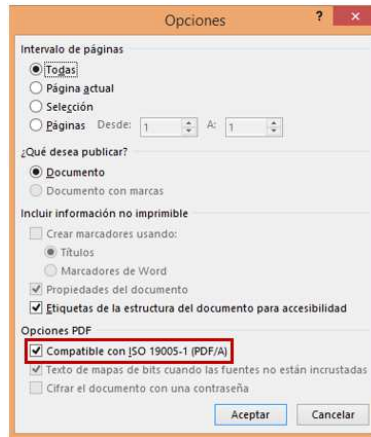 Opciones
? ×
Intervalo de páginas
Todas
Página actual
Selección
Páginas Desde: 1 A: 1
¿Qué desea publicar?
Documento
Documento con marcas
Incluir información no imprimible
Crear marcadores usando:
Títulos
Marcadores de Word
Propiedades del documento
Etiquetas de la estructura del documento para accesibilidad
Opciones PDF
Compatible con ISO 19005-1 (PDF/A)
Texto de mapas de bits cuando las fuentes no están incrustadas
Cifrar el documento con una contraseña
Aceptar Cancelar